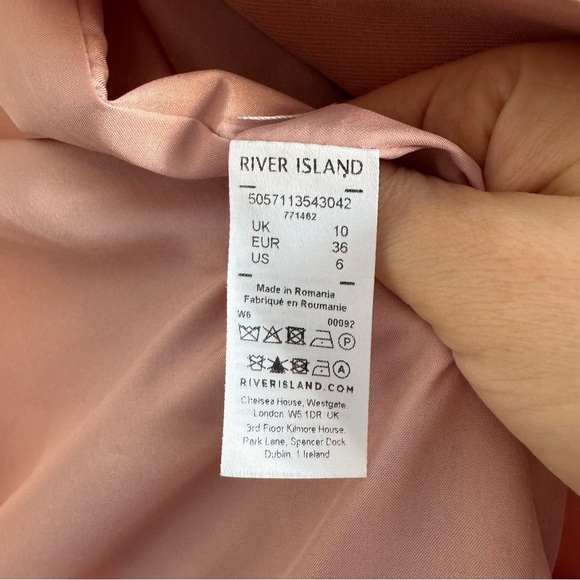 RIVER ISLAND
5057113543042
771462
UK 10
EUR 36
US 6
Made in Romania
Fabriqué en Roumanie
W6 00092
P
A
RIVERISLAND.COM
Chelsea House, Westgate,
London W5 1DR UK
3rd Floor Kilmore House,
Park Lane, Spencer Dock,
Dublin, 1 Ireland